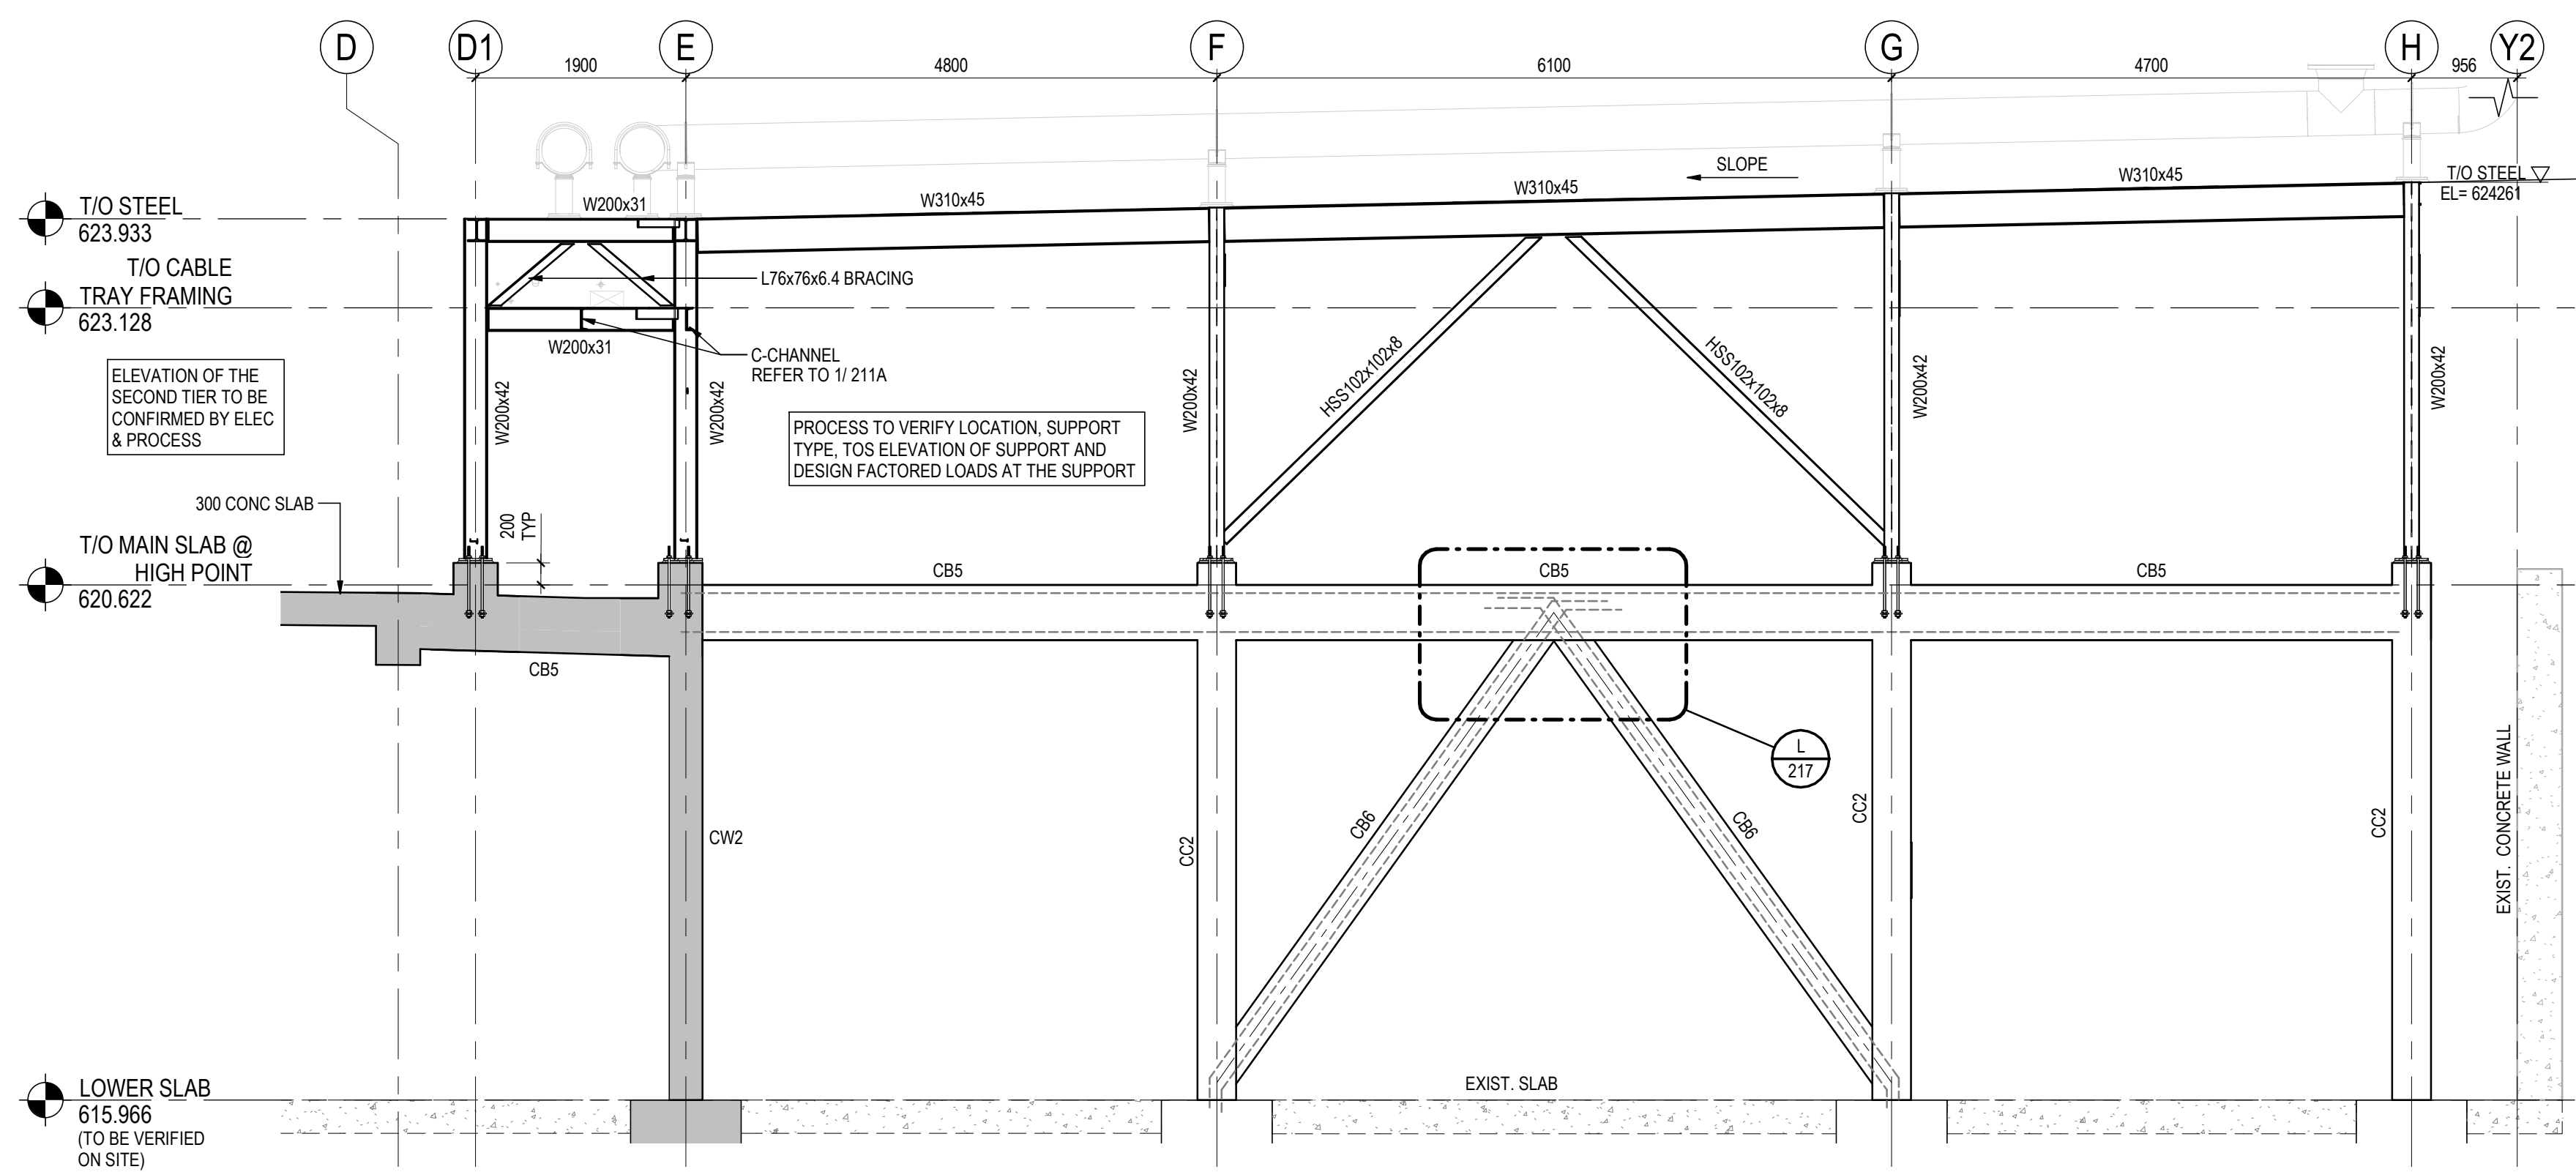 D
D1
E
F
G
H
Y2
1900
4800
6100
4700
956
T/O STEEL
623.933
T/O CABLE
TRAY FRAMING
623.128
W200x31
W310x45
W310x45
SLOPE
W310x45
T/O STEEL
EL= 624261
L76x76x6.4 BRACING
W200x31
C-CHANNEL
REFER TO 1/ 211A
ELEVATION OF THE
SECOND TIER TO BE
CONFIRMED BY ELEC
& PROCESS
W200x42
W200x42
PROCESS TO VERIFY LOCATION, SUPPORT
TYPE, TOS ELEVATION OF SUPPORT AND
DESIGN FACTORED LOADS AT THE SUPPORT
W200x42
HSS102x102x8
HSS102x102x8
W200x42
W200x42
300 CONC SLAB
200
TYP
T/O MAIN SLAB @
HIGH POINT
620.622
CB5
CB5
CB5
CB5
L
217
CW2
CC2
CB6
CB6
CC2
CC2
EXIST. CONCRETE WALL
EXIST. SLAB
LOWER SLAB
615.966
(TO BE VERIFIED
ON SITE)